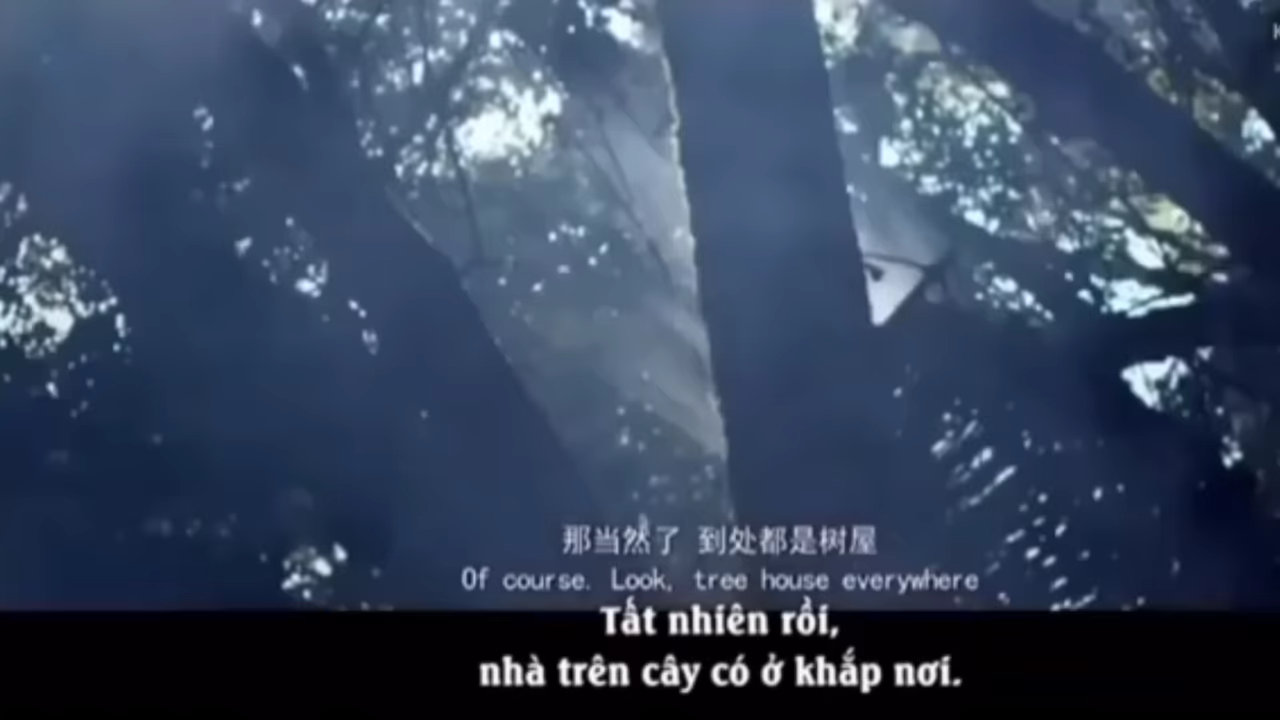 那当然了 到处都是树屋
Of course. Look, tree house everywhere
Tất nhiên rồi,
nhà trên cây có ở khắp nơi.